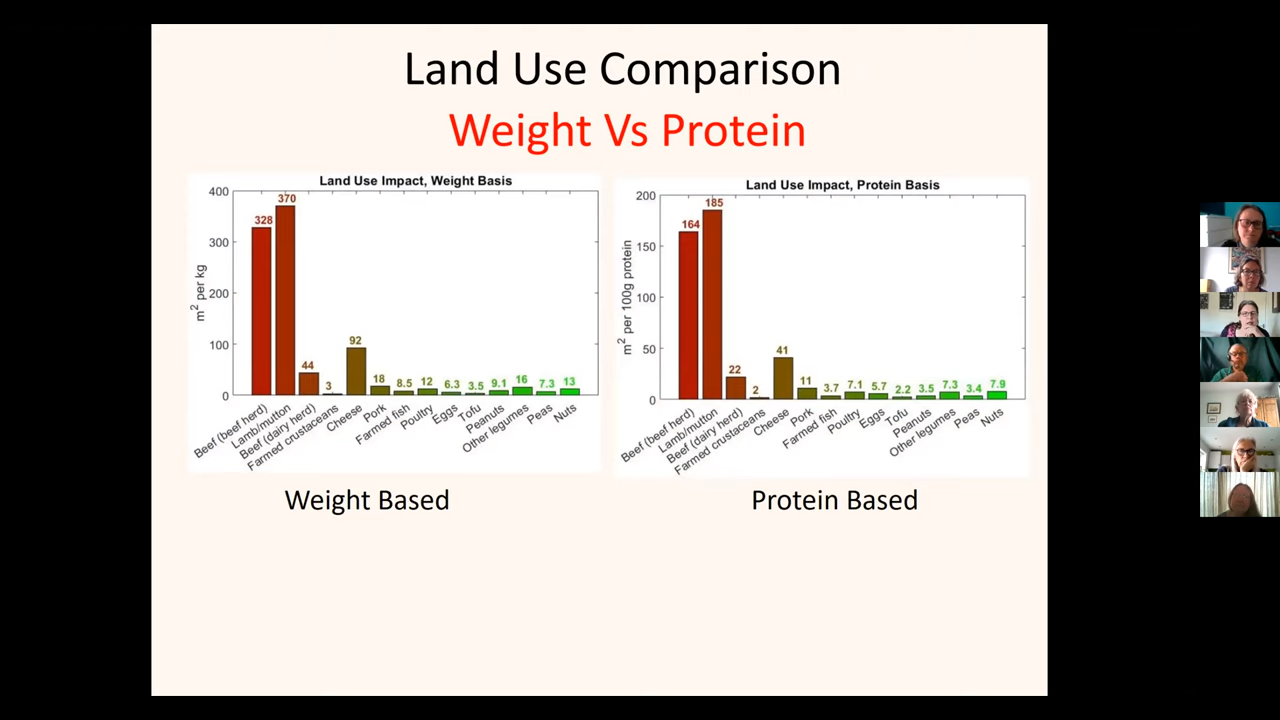 Land Use Comparison
Weight Vs Protein
Land Use Impact, Weight Basis
m² per kg
400
300
200
100
0
328
370
44
3
92
18
8.5
12
6.3
3.5
9.1
16
7.3
13
Beef (beef herd)
Lamb/mutton
Beef (dairy herd)
Farmed crustaceans
Cheese
Pork
Farmed fish
Poultry
Eggs
Tofu
Peanuts
Other legumes
Peas
Nuts
Weight Based
Land Use Impact, Protein Basis
m² per 100g protein
200
150
100
50
0
164
185
22
2
41
11
3.7
7.1
5.7
2.2
3.5
7.3
3.4
7.9
Beef (beef herd)
Lamb/mutton
Beef (dairy herd)
Farmed crustaceans
Cheese
Pork
Farmed fish
Poultry
Eggs
Tofu
Peanuts
Other legumes
Peas
Nuts
Protein Based